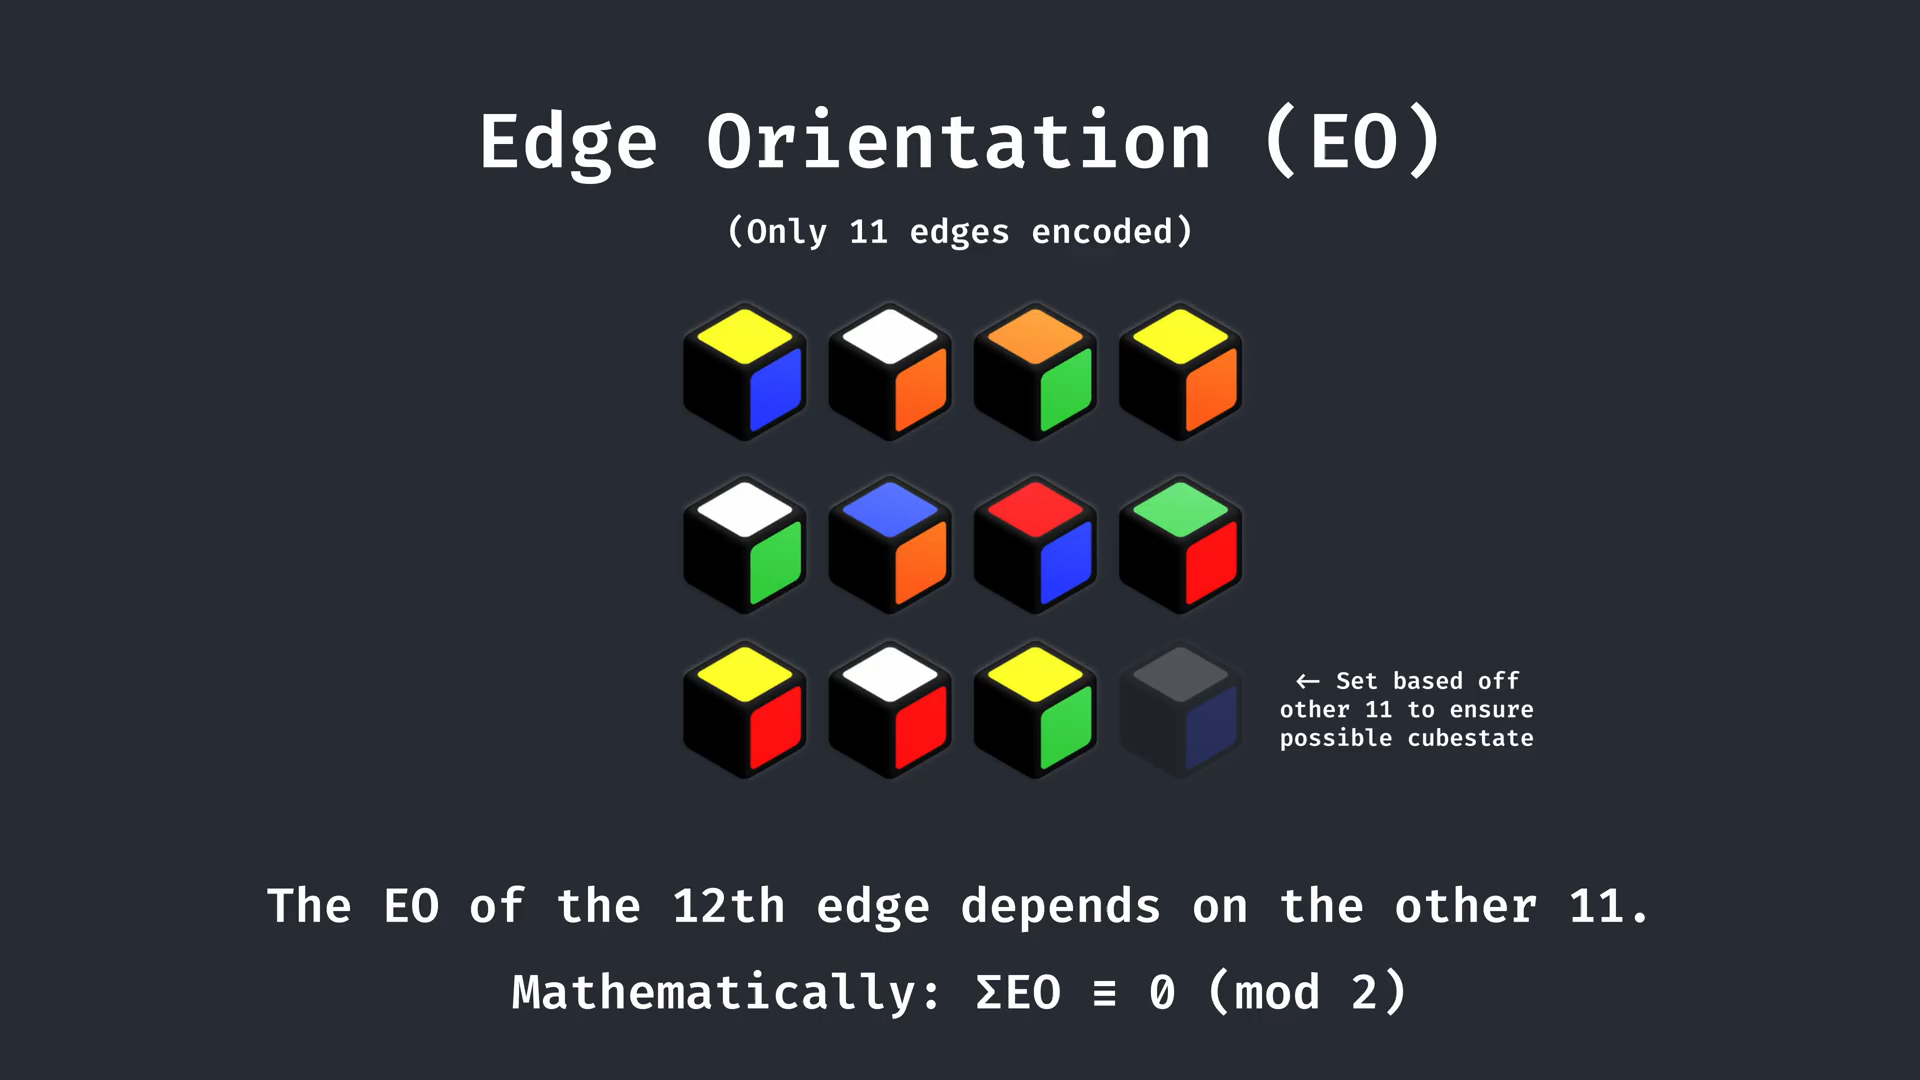 Edge Orientation (EO)
(Only 11 edges encoded)
← Set based off
other 11 to ensure
possible cubestate
The EO of the 12th edge depends on the other 11.
Mathematically: ΣEO ≡ 0 (mod 2)